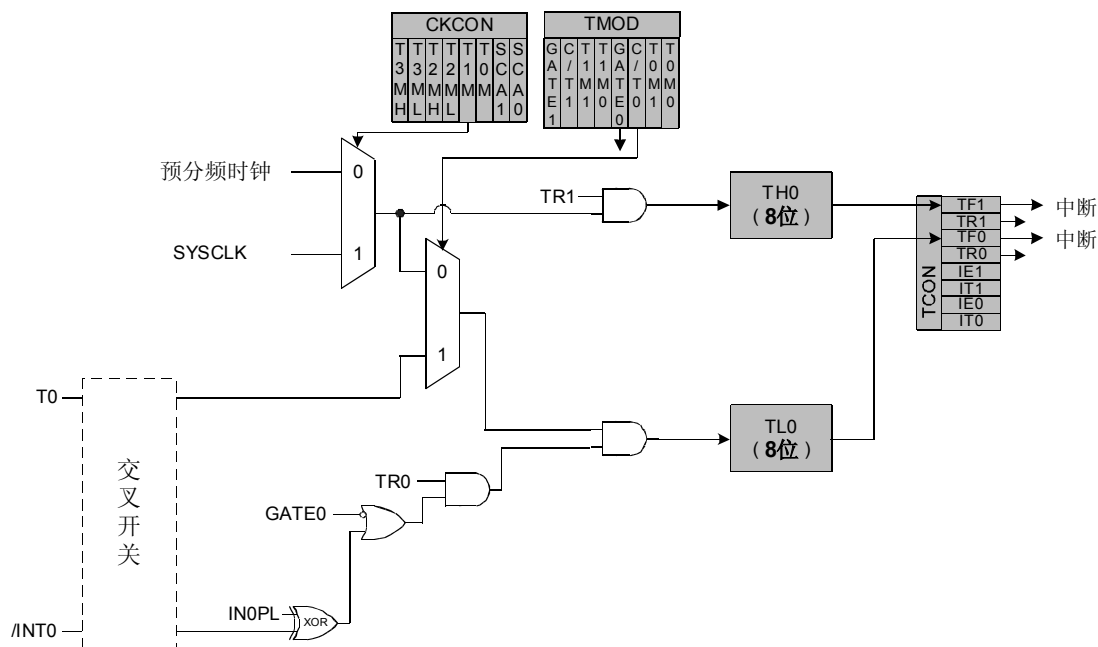 CKCON
T3MH T3ML T2MH T2ML T1M T0M SCA1 SCA0
TMOD
GATE1 C/T1 T1M1 T1M0 GATE0 C/T0 T0M1 T0M0
预分频时钟
0
SYSCLK
1
TR1
TH0
(8位)
TCON
TF1
TR1
TF0
TR0
IE1
IT1
IE0
IT0
中断
中断
0
1
T0
交叉开关
TL0
(8位)
TR0
GATE0
IN0PL
XOR
/INT0